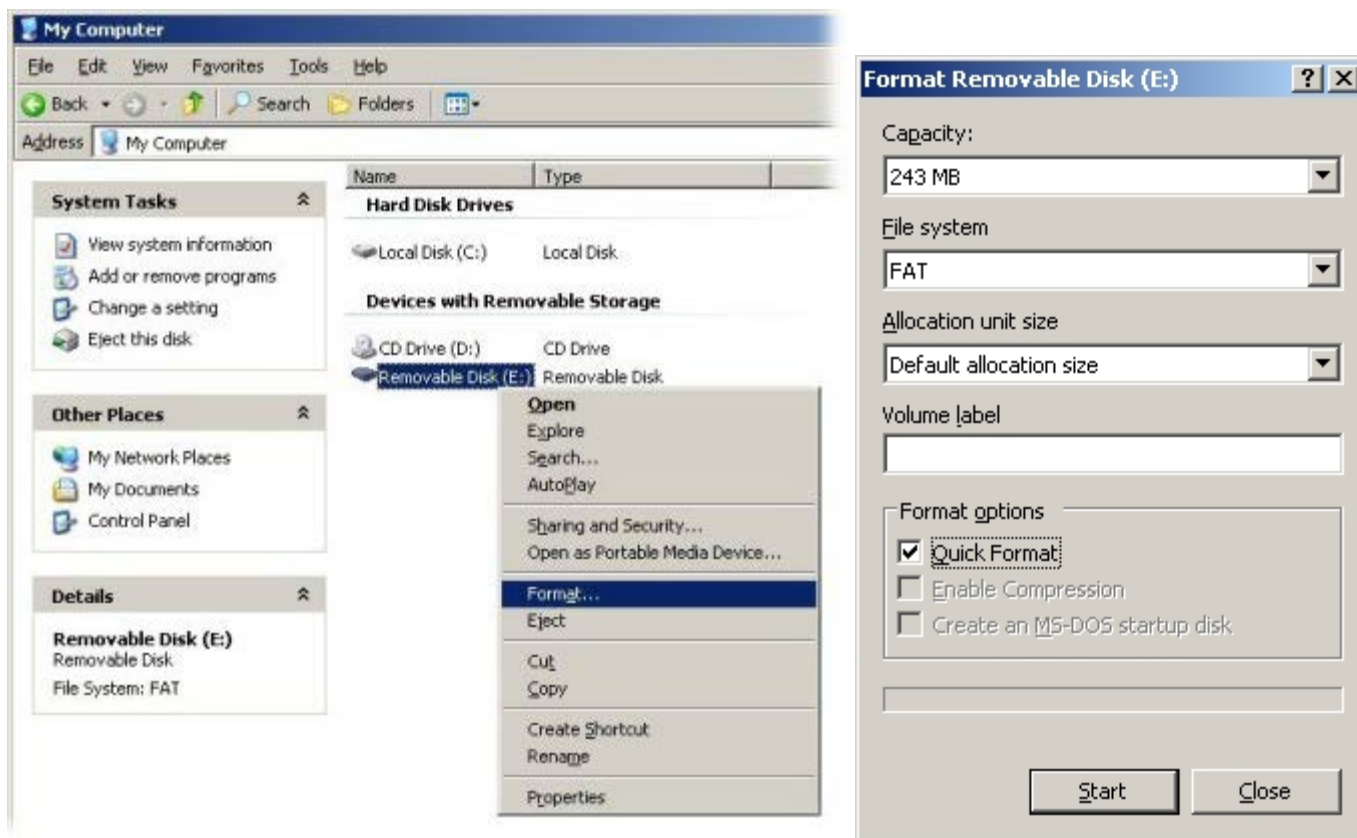 My Computer
File Edit View Favorites Tools Help
Back Search Folders
Address My Computer
System Tasks
View system information
Add or remove programs
Change a setting
Eject this disk
Other Places
My Network Places
My Documents
Control Panel
Details
Removable Disk (E:)
Removable Disk
File System: FAT
Name Type
Hard Disk Drives
Local Disk (C:) Local Disk
Devices with Removable Storage
CD Drive (D:) CD Drive
Removable Disk (E:) Removable Disk
Open
Explore
Search...
AutoPlay
Sharing and Security...
Open as Portable Media Device...
Format...
Eject
Cut
Copy
Create Shortcut
Rename
Properties
Format Removable Disk (E:)
Capacity:
243 MB
File system
FAT
Allocation unit size
Default allocation size
Volume label
Format options
Quick Format
Enable Compression
Create an MS-DOS startup disk
Start Close